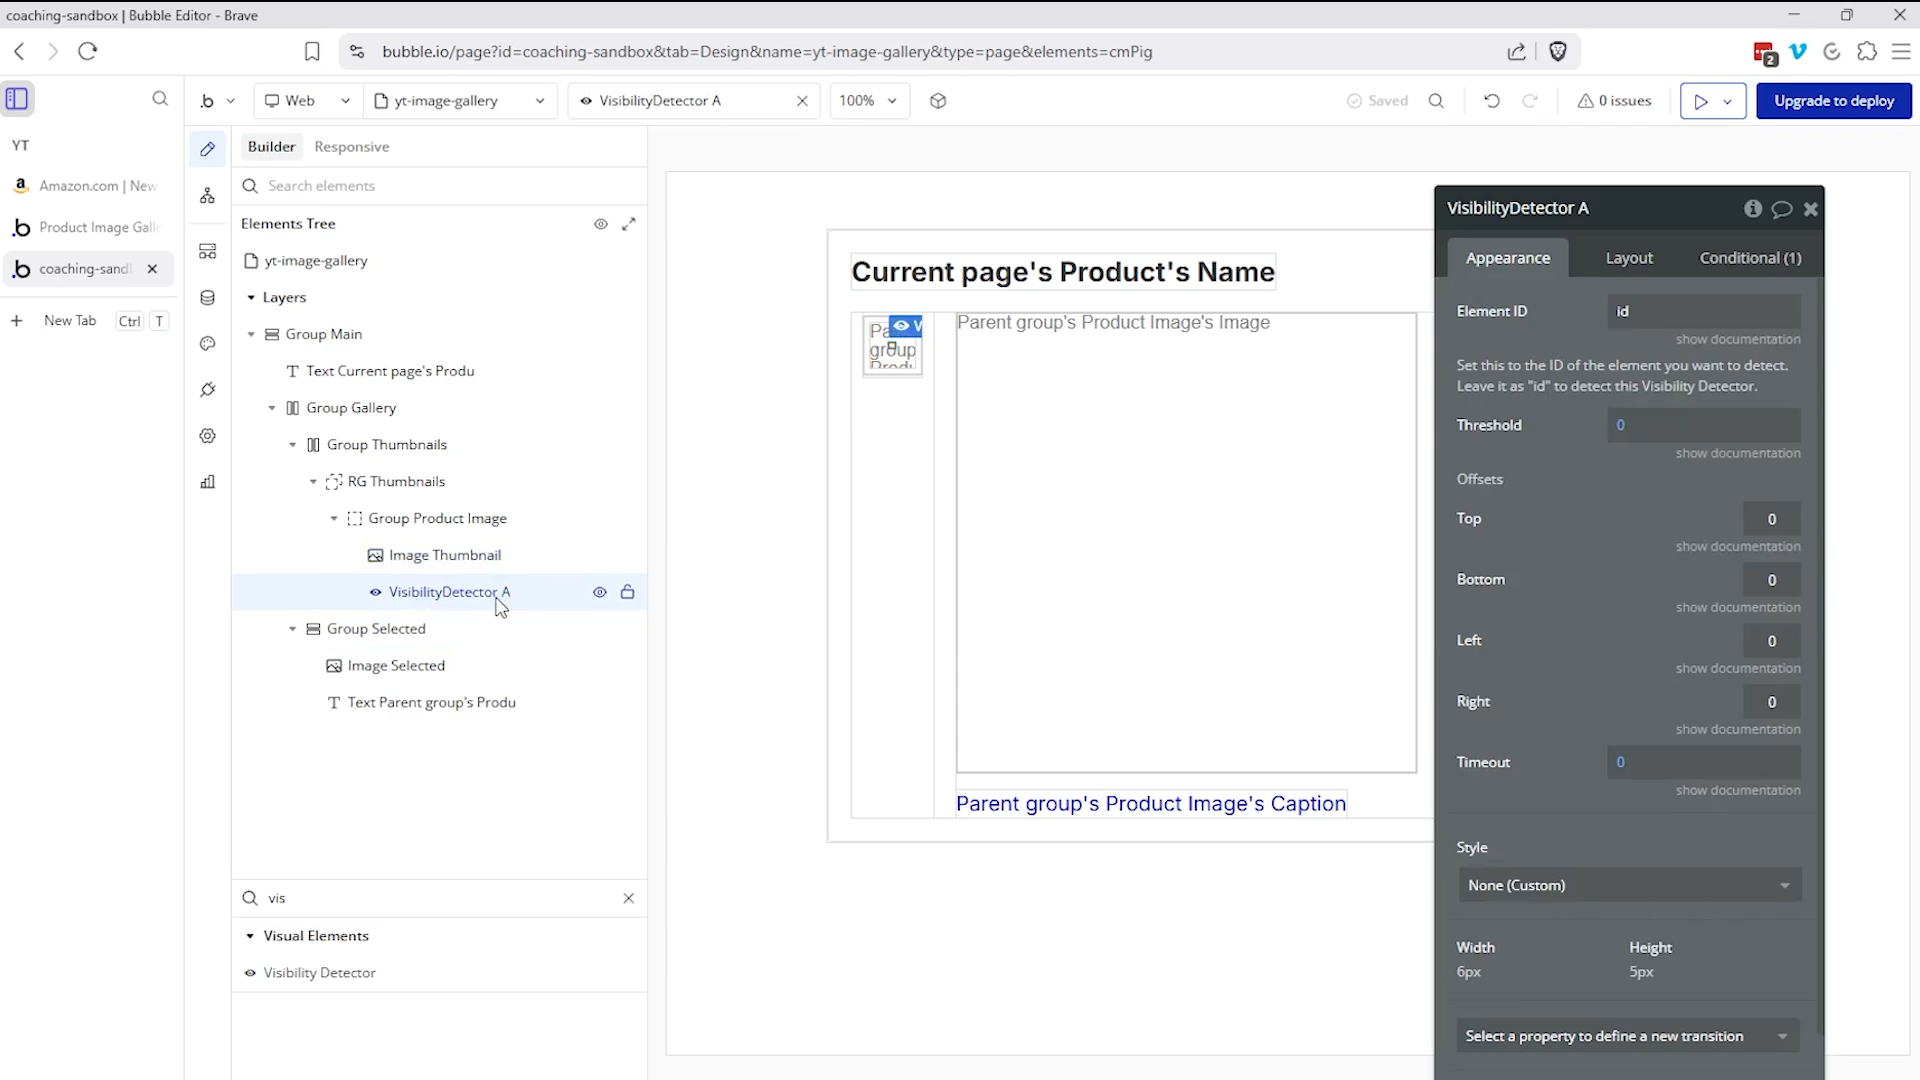 coaching-sandbox | Bubble Editor - Brave
bubble.io/page?id=coaching-sandbox&tab=Design&name=yt-image-gallery&type=page&elements=cmPig
2
YT
Amazon.com | New
Product Image Galle
coaching-sand
New Tab Ctrl T
Web
yt-image-gallery
VisibilityDetector A
100%
Saved
0 issues
Upgrade to deploy
Builder
Responsive
Search elements
Elements Tree
yt-image-gallery
Layers
Group Main
Text Current page's Produ
Group Gallery
Group Thumbnails
RG Thumbnails
Group Product Image
Image Thumbnail
VisibilityDetector A
Group Selected
Image Selected
Text Parent group's Produ
vis
Visual Elements
Visibility Detector
Current page's Product's Name
Pa
V
group
Produ
Parent group's Product Image's Image
Parent group's Product Image's Caption
VisibilityDetector A
Appearance
Layout
Conditional (1)
Element ID
id
show documentation
Set this to the ID of the element you want to detect.
Leave it as "id" to detect this Visibility Detector.
Threshold
0
show documentation
Offsets
Top
0
show documentation
Bottom
0
show documentation
Left
0
show documentation
Right
0
show documentation
Timeout
0
show documentation
Style
None (Custom)
Width
Height
6px
5px
Select a property to define a new transition